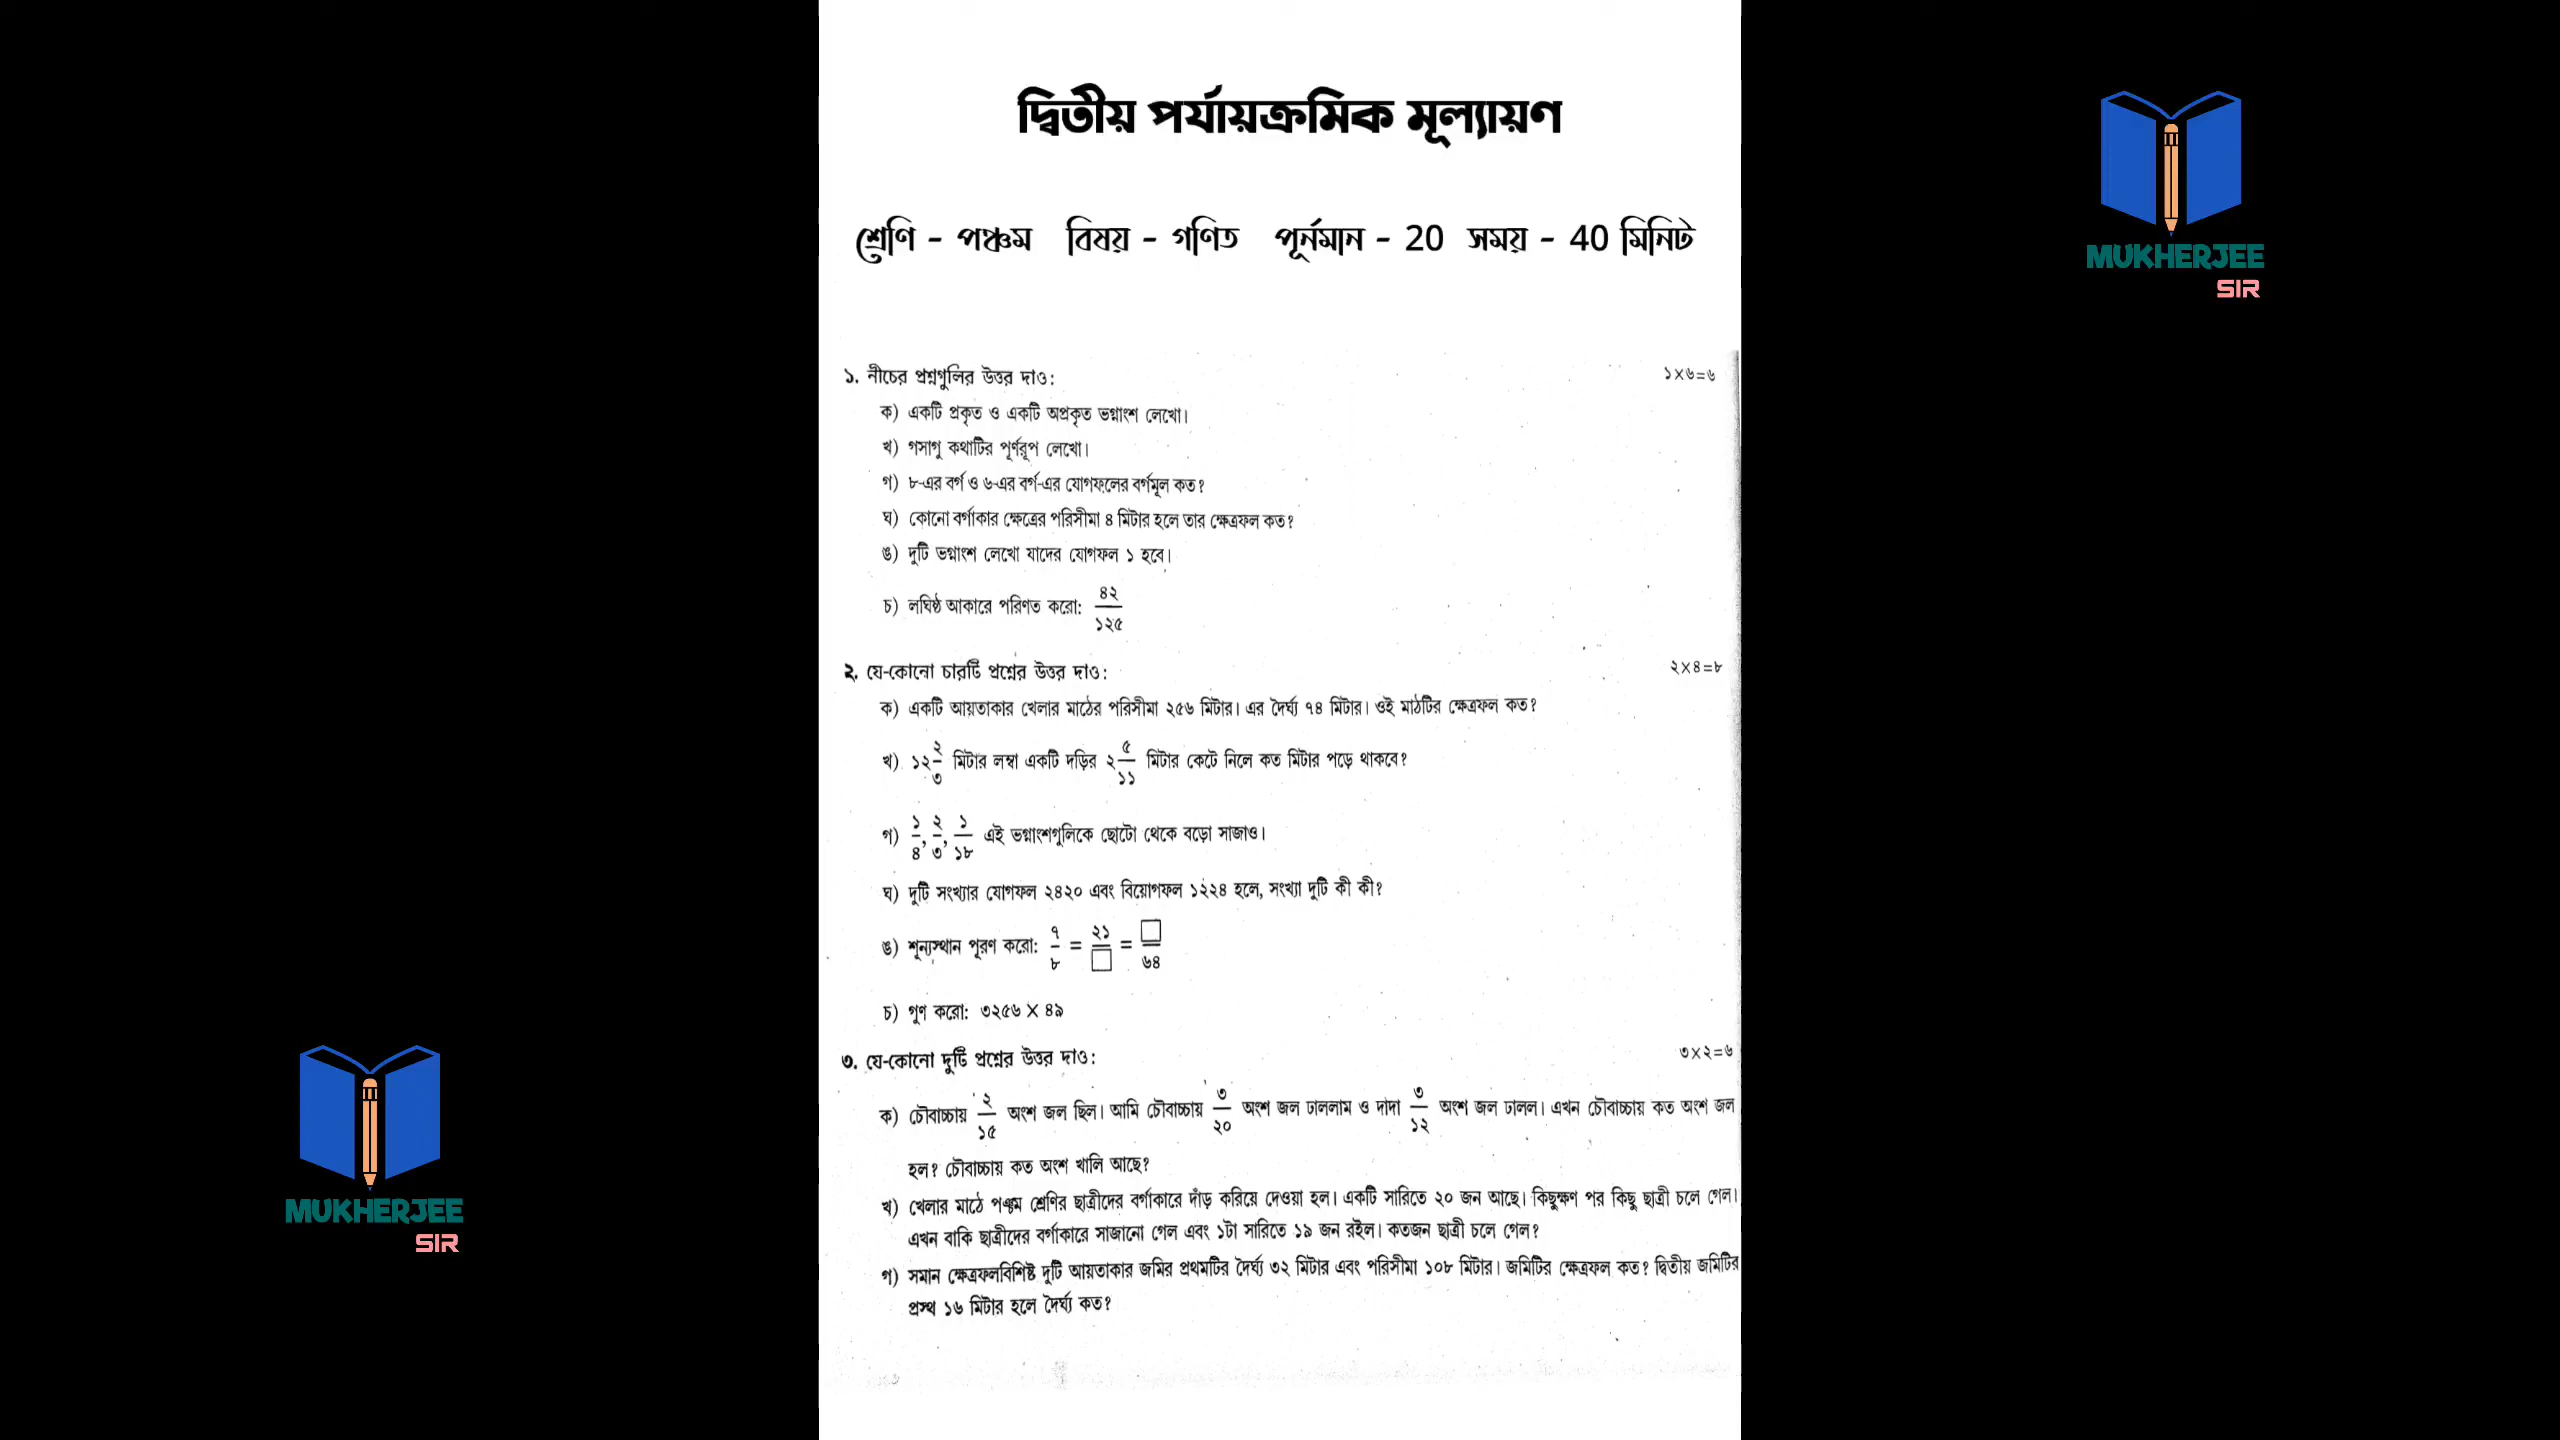 দ্বিতীয় পর্যায়ক্রমিক মূল্যায়ণ
শ্রেণি - পঞ্চম বিষয় - গণিত পূর্নমান - 20 সময় - 40 মিনিট
MUKHERJEE
SIR
১. নীচের প্রশ্নগুলির উত্তর দাও: ১×৬=৬
ক) একটি প্রকৃত ও একটি অপ্রকৃত ভগ্নাংশ লেখো।
খ) গসাগু কথাটির পূর্ণরূপ লেখো।
গ) ৮-এর বর্গ ও ৬-এর বর্গ-এর যোগফলের বর্গমূল কত?
ঘ) কোনো বর্গাকার ক্ষেত্রের পরিসীমা ৪ মিটার হলে তার ক্ষেত্রফল কত?
ঙ) দুটি ভগ্নাংশ লেখো যাদের যোগফল ১ হবে।
চ) লঘিষ্ঠ আকারে পরিণত করো: ৪২/১২৫
২. যে-কোনো চারটি প্রশ্নের উত্তর দাও: ২×৪=৮
ক) একটি আয়তাকার খেলার মাঠের পরিসীমা ২৫৬ মিটার। এর দৈর্ঘ্য ৭৪ মিটার। ওই মাঠটির ক্ষেত্রফল কত?
খ) ১২ ২/৩ মিটার লম্বা একটি দড়ির ২ ৫/১১ মিটার কেটে নিলে কত মিটার পড়ে থাকবে?
গ) ১/৪, ২/৩, ১/১৮ এই ভগ্নাংশগুলিকে ছোটো থেকে বড়ো সাজাও।
ঘ) দুটি সংখ্যার যোগফল ২৪২০ এবং বিয়োগফল ১২২৪ হলে, সংখ্যা দুটি কী কী?
ঙ) শূন্যস্থান পূরণ করো: ৭/৮ = ২১/□ = □/৬৪
চ) গুণ করো: ৩২৫৬ × ৪৯
৩. যে-কোনো দুটি প্রশ্নের উত্তর দাও: ৩×২=৬
ক) চৌবাচ্চায় ২/১৫ অংশ জল ছিল। আমি চৌবাচ্চায় ৩/২০ অংশ জল ঢাললাম ও দাদা ৩/১২ অংশ জল ঢালল। এখন চৌবাচ্চায় কত অংশ জল
হল? চৌবাচ্চায় কত অংশ খালি আছে?
খ) খেলার মাঠে পঞ্চম শ্রেণির ছাত্রীদের বর্গাকারে দাঁড় করিয়ে দেওয়া হল। একটি সারিতে ২০ জন আছে। কিছুক্ষণ পর কিছু ছাত্রী চলে গেল।
এখন বাকি ছাত্রীদের বর্গাকারে সাজানো গেল এবং ১টা সারিতে ১৯ জন রইল। কতজন ছাত্রী চলে গেল?
গ) সমান ক্ষেত্রফলবিশিষ্ট দুটি আয়তাকার জমির প্রথমটির দৈর্ঘ্য ৩২ মিটার এবং পরিসীমা ১০৮ মিটার। জমিটির ক্ষেত্রফল কত? দ্বিতীয় জমিটির
প্রস্থ ১৬ মিটার হলে দৈর্ঘ্য কত?
MUKHERJEE
SIR